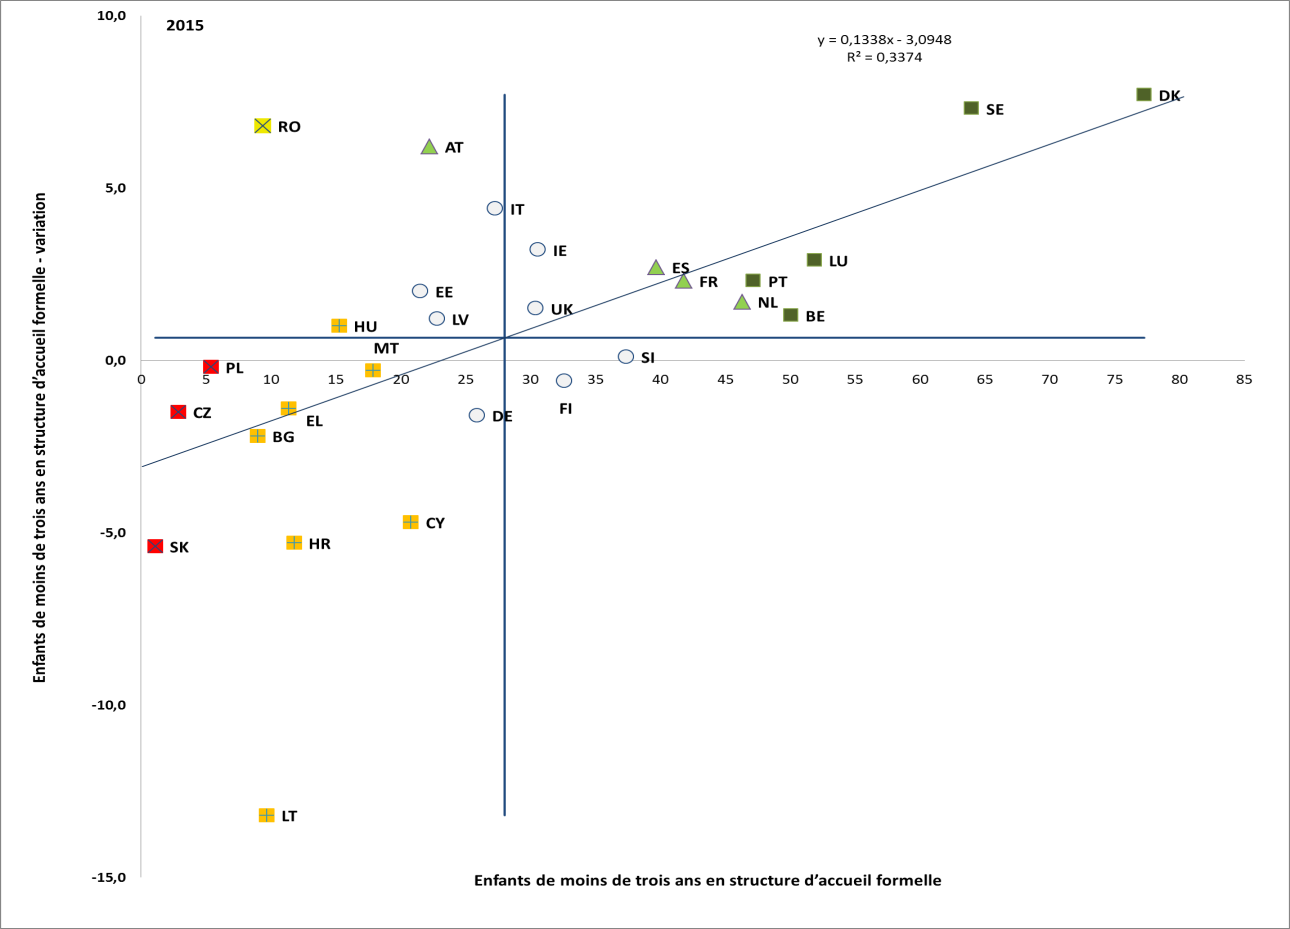 10,0
2015
y = 0,1338x - 3,0948
R² = 0,3374
DK
SE
RO
AT
5,0
IT
IE
ES
LU
FR
PT
EE
NL
UK
BE
LV
HU
MT
0,0
SI
PL
0 5 10 15 20 25 30 35 40 45 50 55 60 65 70 75 80 85
FI
CZ
DE
EL
BG
CY
-5,0
HR
SK
-10,0
LT
-15,0
Enfants de moins de trois ans en structure d’accueil formelle - variation
Enfants de moins de trois ans en structure d’accueil formelle